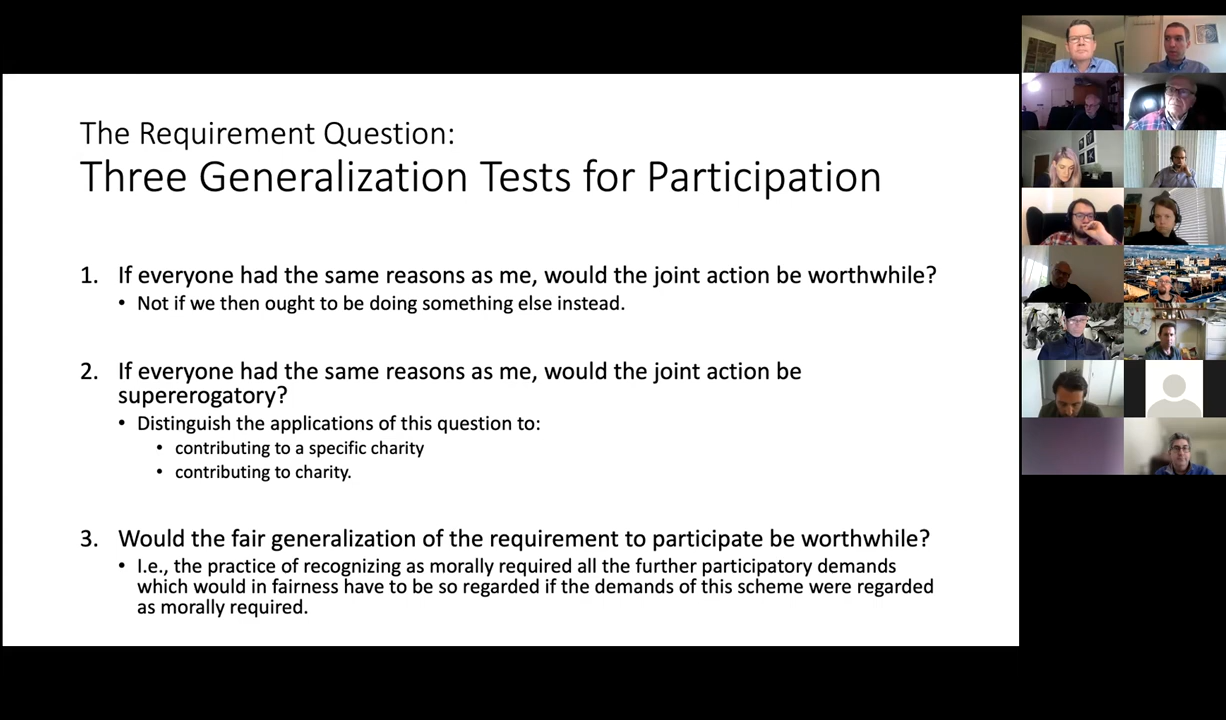 The Requirement Question:
Three Generalization Tests for Participation
1. If everyone had the same reasons as me, would the joint action be worthwhile?
• Not if we then ought to be doing something else instead.
2. If everyone had the same reasons as me, would the joint action be
supererogatory?
• Distinguish the applications of this question to:
• contributing to a specific charity
• contributing to charity.
3. Would the fair generalization of the requirement to participate be worthwhile?
• I.e., the practice of recognizing as morally required all the further participatory demands
which would in fairness have to be so regarded if the demands of this scheme were regarded
as morally required.